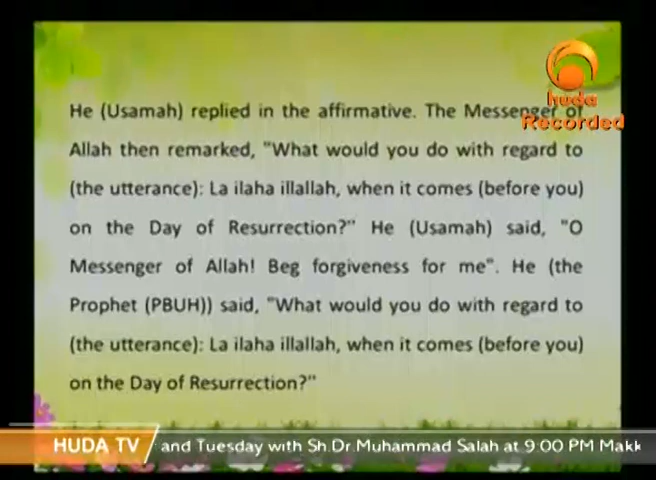 huda
Recorded
He (Usamah) replied in the affirmative. The Messenger of
Allah then remarked, "What would you do with regard to
(the utterance): La ilaha illallah, when it comes (before you)
on the Day of Resurrection?" He (Usamah) said, "O
Messenger of Allah! Beg forgiveness for me". He (the
Prophet (PBUH)) said, "What would you do with regard to
(the utterance): La ilaha illallah, when it comes (before you)
on the Day of Resurrection?"
HUDA TV and Tuesday with Sh.Dr.Muhammad Salah at 9:00 PM Makk